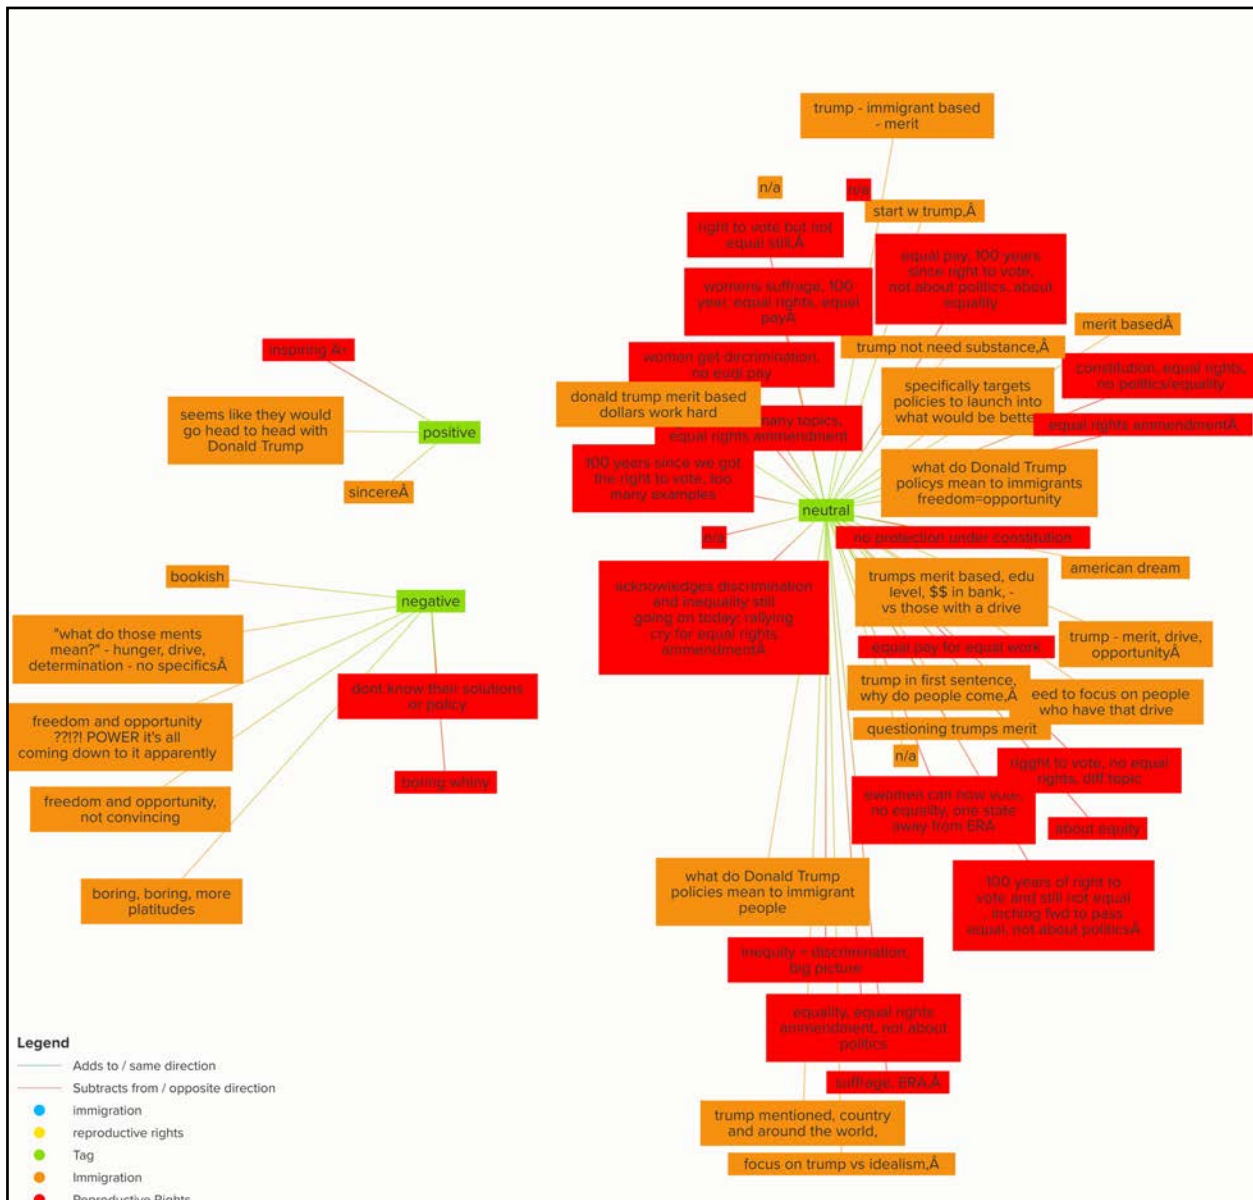 trump - immigrant based
- merit
n/a
n/a
start w trump,Â
right to vote but not
equal still,Â
equal pay, 100 years
since right to vote,
not about politics, about
equality
womens suffrage, 100
year, equal rights, equal
payÂ
merit basedÂ
inspiring Â
trump not need substance,Â
woman get dircrimination,
no euql pay
constitution, equal rights,
no politics/equality
specifically targets
policies to launch into
what would be bette
donald trump merit based
dollars work hard
seems like they would
go head to head with
Donald Trump
positive
many topics,
equal rights ammendment
equal rights ammendmentÂ
100 years since we got
the right to vote, too
many examples
what do Donald Trump
policys mean to immigrants
freedom=opportunity
sincereÂ
neutral
n/a
no protection under constitution
american dream
bookish
negative
acknowledges discrimination
and inequality still
going on today; rallying
cry for equal rights
ammendmentÂ
trumps merit based, edu
level, $$ in bank, -
vs those with a drive
"what do those ments
mean?" - hunger, drive,
determination - no specificsÂ
trump - merit, drive,
opportunityÂ
equal pay for equal work
dont know their solutions
or policy
trump in first sentence,
why do people come,Â
eed to focus on people
who have that drive
freedom and opportunity
??!?! POWER it's all
coming down to it apparently
questioning trumps merit
n/a
boring whiny
rigght to vote, no equal
rights, diff topic
freedom and opportunity,
not convincing
ewomen can now vote,
no equality, one state
away from ERA
about equity
boring, boring, more
platitudes
what do Donald Trump
policies mean to immigrant
people
100 years of right to
vote and still not equal
, inching fwd to pass
equal, not about politicsÂ
inequity + discrimination,
big picture
equality, equal rights
ammendment, not about
politics
suffrage, ERA,Â
trump mentioned, country
and around the world,
focus on trump vs idealism,Â
Legend
Adds to / same direction
Subtracts from / opposite direction
immigration
reproductive rights
Tag
Immigration
Reproductive Rights